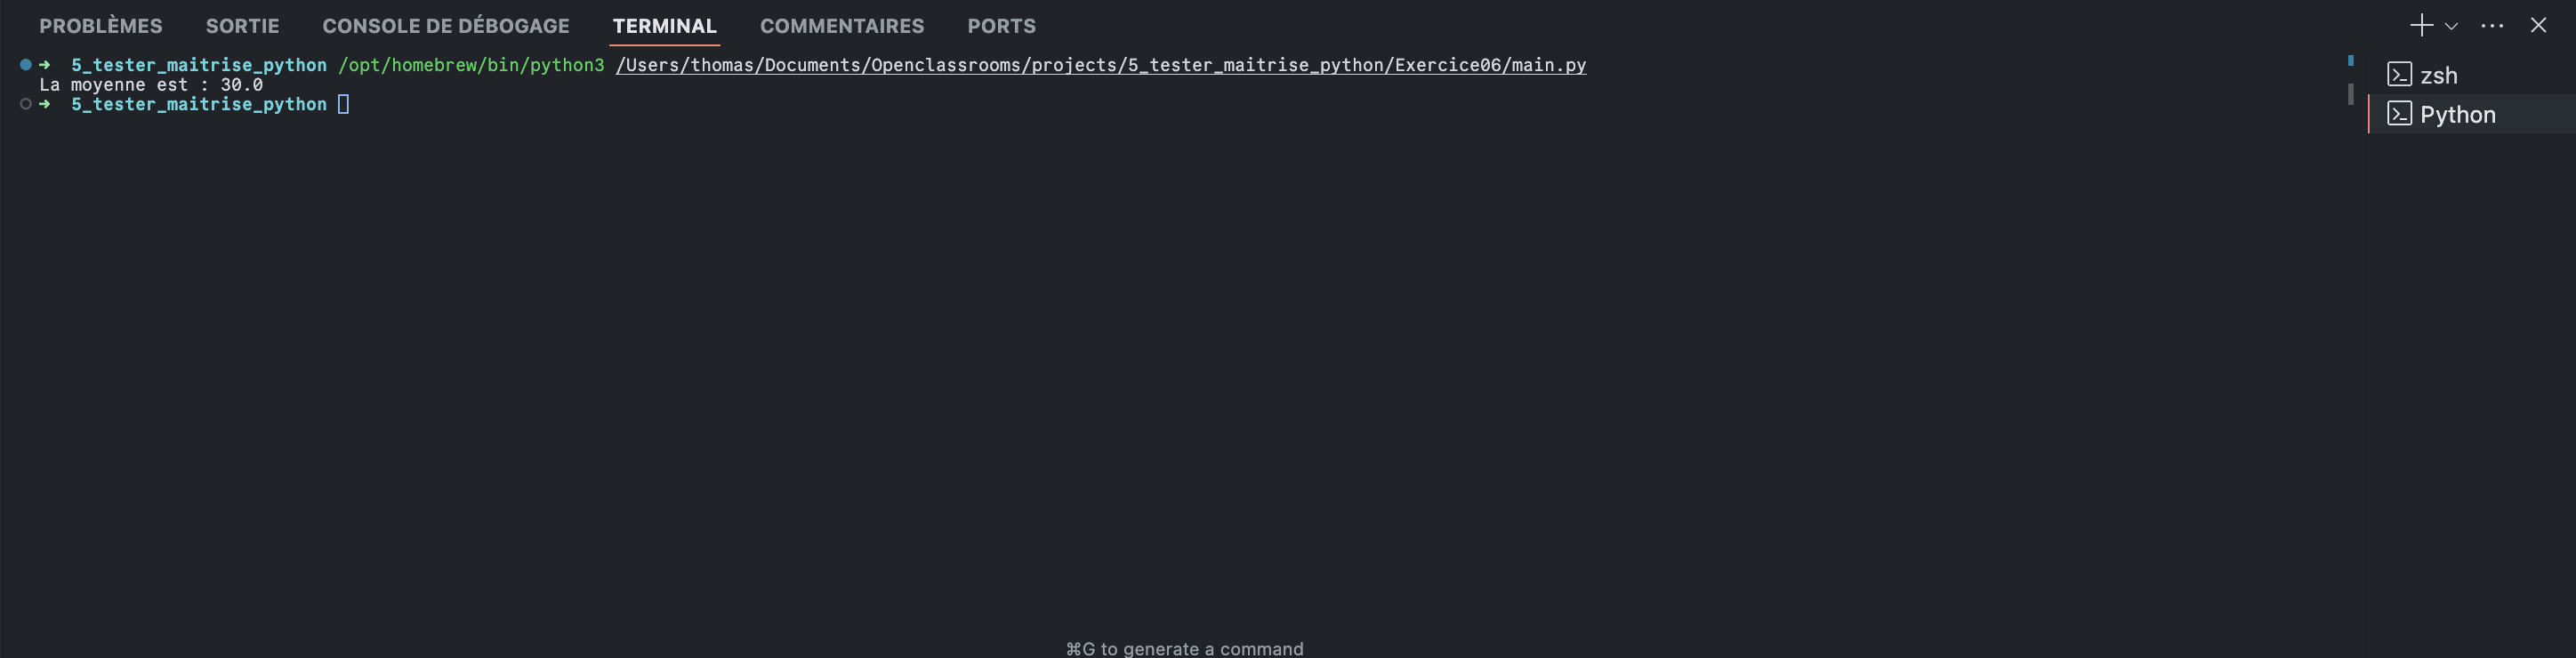 PROBLÈMES SORTIE CONSOLE DE DÉBOGAGE TERMINAL COMMENTAIRES PORTS
➜ 5_tester_maitrise_python /opt/homebrew/bin/python3 /Users/thomas/Documents/Openclassrooms/projects/5_tester_maitrise_python/Exercice06/main.py
La moyenne est : 30.0
➜ 5_tester_maitrise_python
zsh
Python
⌘G to generate a command